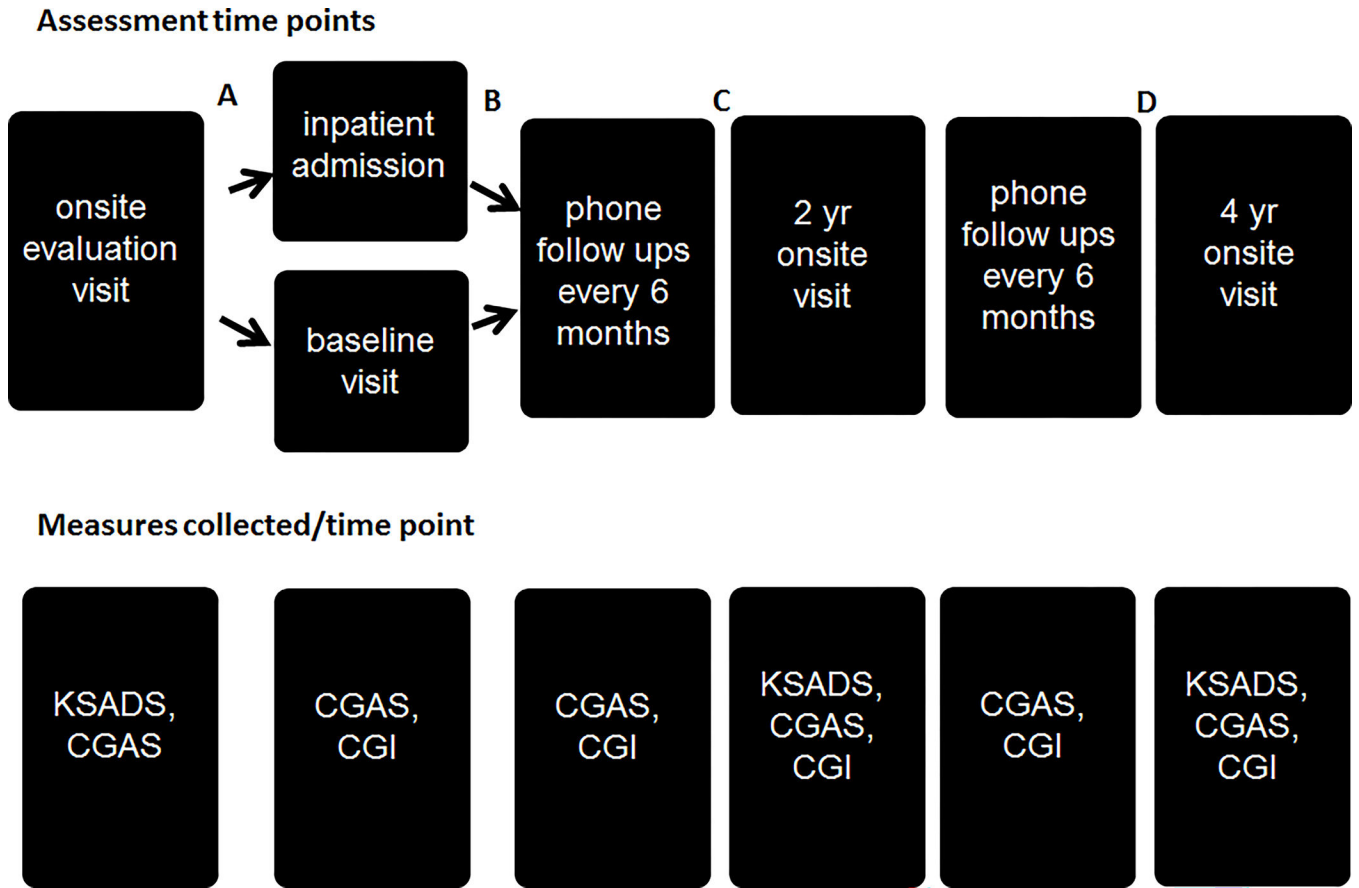 Assessment time points
A
B
C
D
onsite
evaluation
visit
inpatient
admission
baseline
visit
phone
follow ups
every 6
months
2 yr
onsite
visit
phone
follow ups
every 6
months
4 yr
onsite
visit
Measures collected/time point
KSADS,
CGAS
CGAS,
CGI
CGAS,
CGI
KSADS,
CGAS,
CGI
CGAS,
CGI
KSADS,
CGAS,
CGI